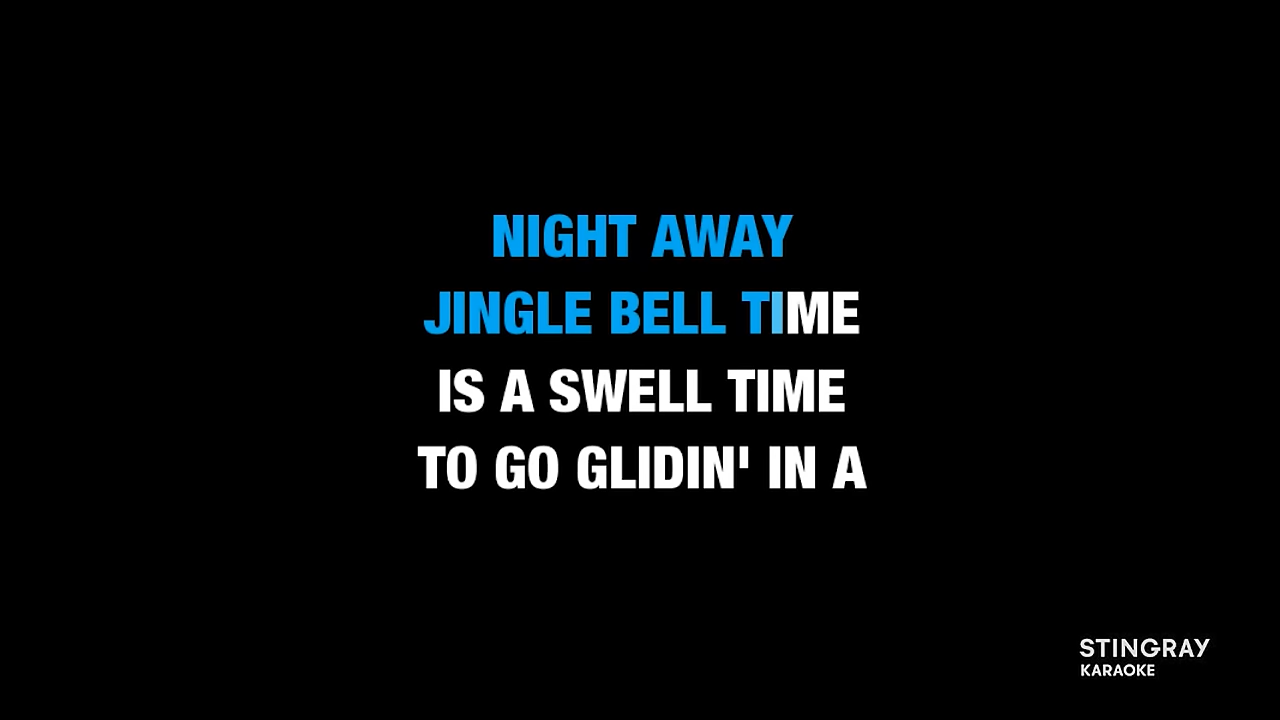 NIGHT AWAY
JINGLE BELL TIME
IS A SWELL TIME
TO GO GLIDIN' IN A
STINGRAY
KARAOKE